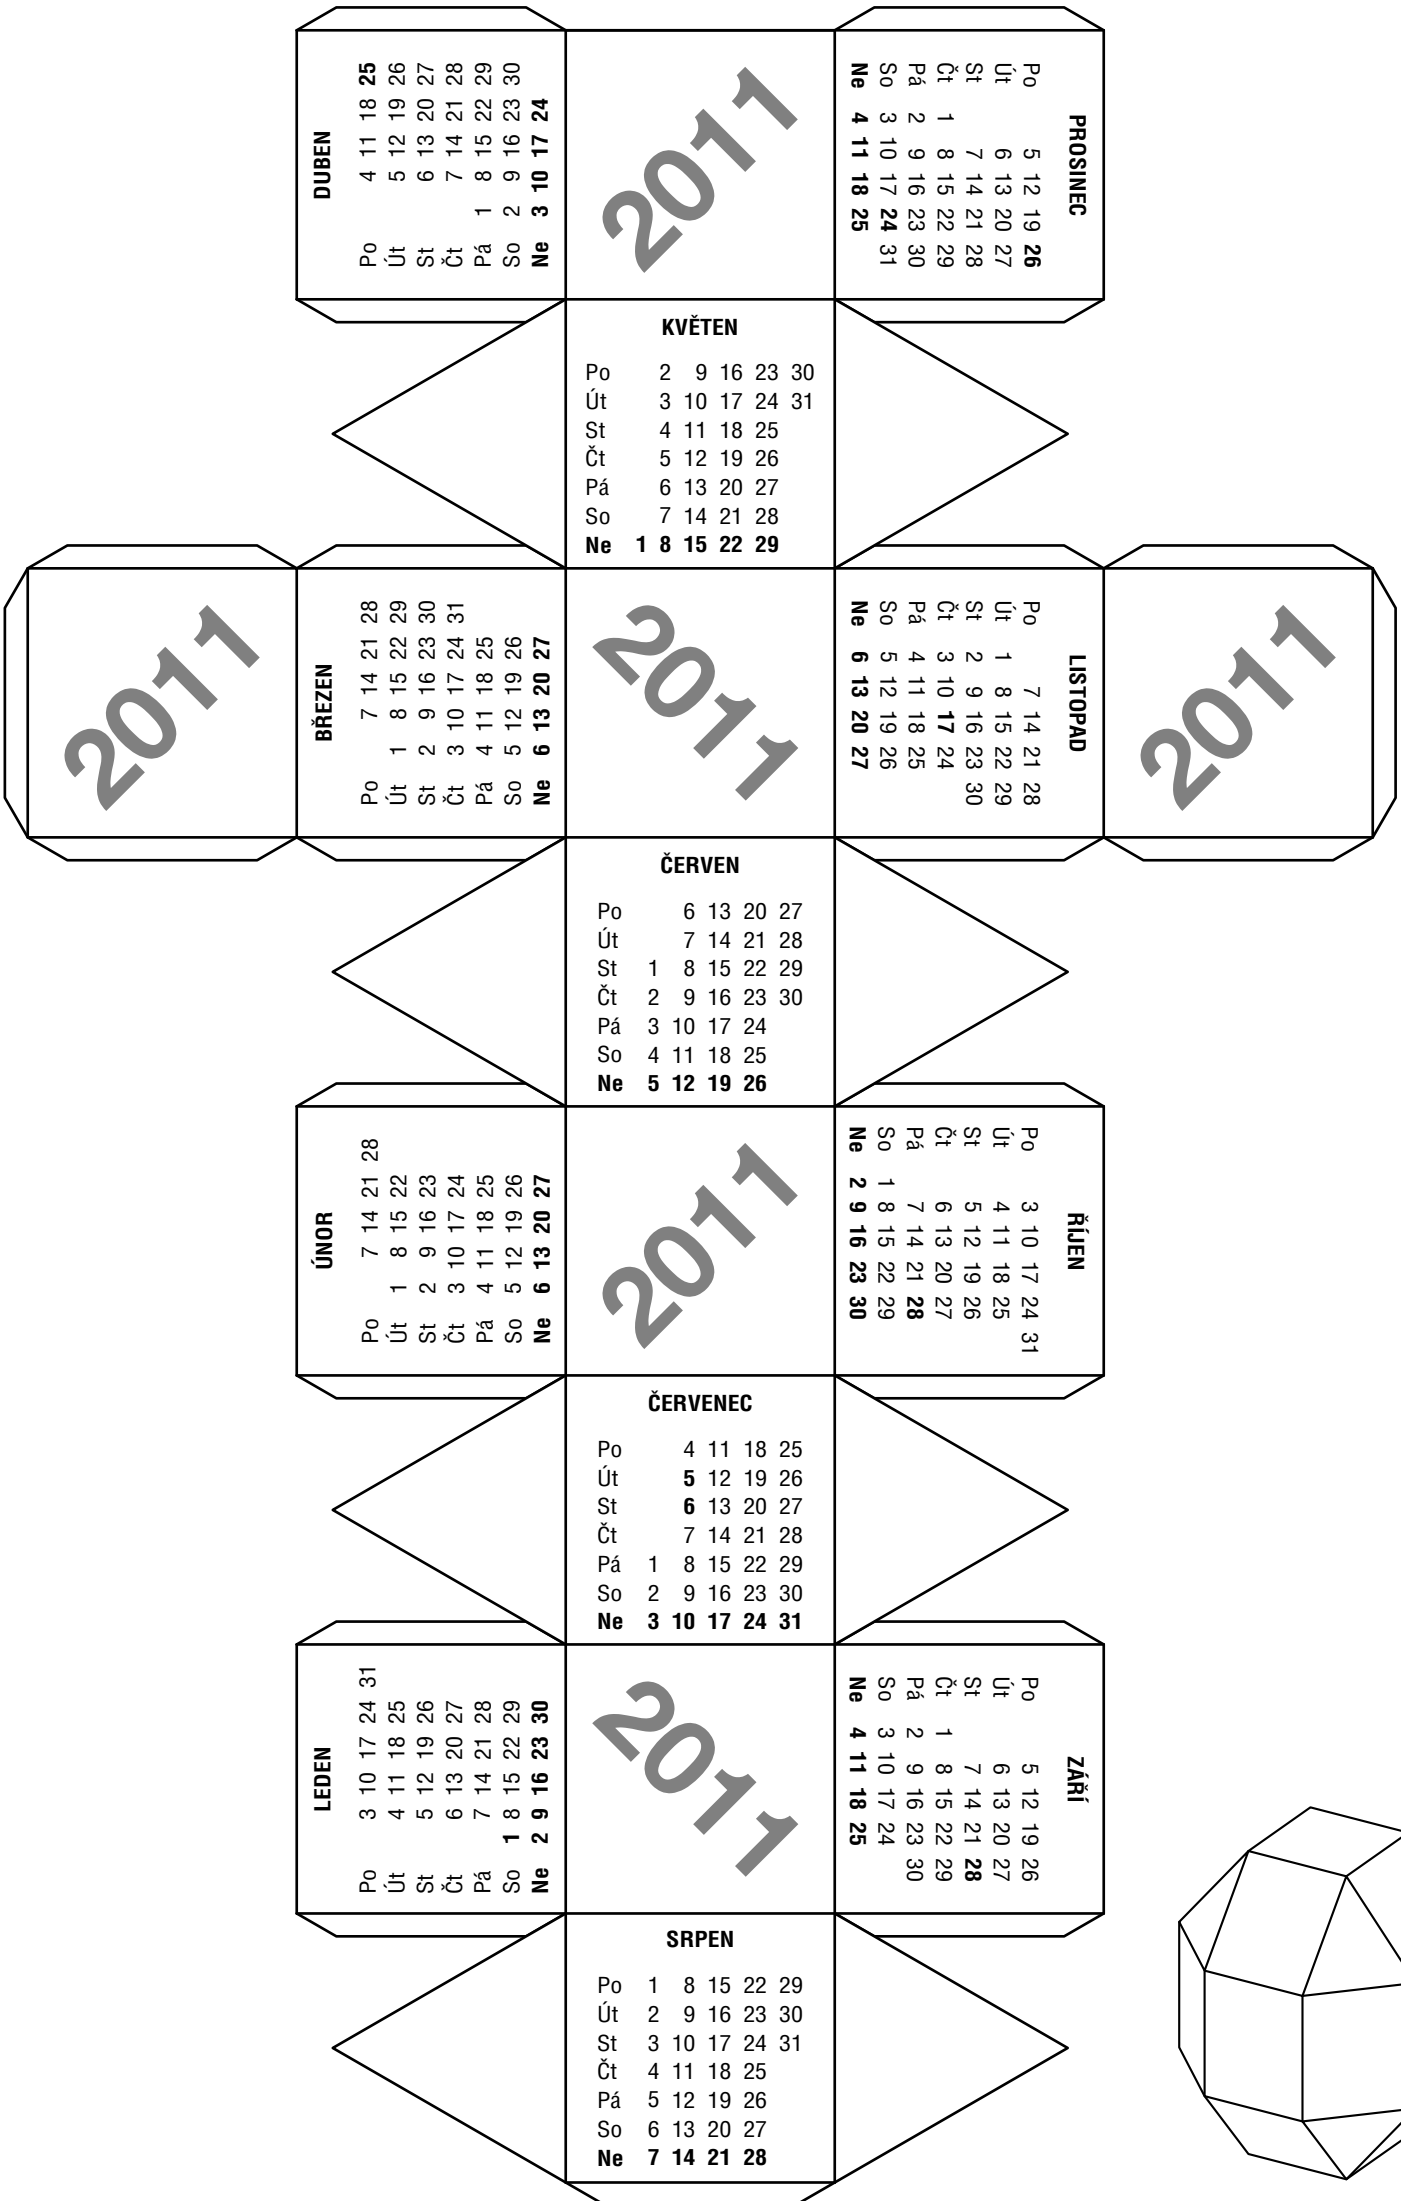 DUBEN
Po 4 11 18 25
Út 5 12 19 26
St 6 13 20 27
Čt 7 14 21 28
Pá 1 8 15 22 29
So 2 9 16 23 30
Ne 3 10 17 24
2011
PROSINEC
Po 5 12 19 26
Út 6 13 20 27
St 7 14 21 28
Čt 1 8 15 22 29
Pá 2 9 16 23 30
So 3 10 17 24 31
Ne 4 11 18 25
KVĚTEN
Po 2 9 16 23 30
Út 3 10 17 24 31
St 4 11 18 25
Čt 5 12 19 26
Pá 6 13 20 27
So 7 14 21 28
Ne 1 8 15 22 29
2011
BŘEZEN
Po 7 14 21 28
Út 1 8 15 22 29
St 2 9 16 23 30
Čt 3 10 17 24 31
Pá 4 11 18 25
So 5 12 19 26
Ne 6 13 20 27
2011
LISTOPAD
Po 7 14 21 28
Út 1 8 15 22 29
St 2 9 16 23 30
Čt 3 10 17 24
Pá 4 11 18 25
So 5 12 19 26
Ne 6 13 20 27
2011
ČERVEN
Po 6 13 20 27
Út 7 14 21 28
St 1 8 15 22 29
Čt 2 9 16 23 30
Pá 3 10 17 24
So 4 11 18 25
Ne 5 12 19 26
ÚNOR
Po 7 14 21 28
Út 1 8 15 22
St 2 9 16 23
Čt 3 10 17 24
Pá 4 11 18 25
So 5 12 19 26
Ne 6 13 20 27
2011
ŘÍJEN
Po 3 10 17 24 31
Út 4 11 18 25
St 5 12 19 26
Čt 6 13 20 27
Pá 7 14 21 28
So 1 8 15 22 29
Ne 2 9 16 23 30
ČERVENEC
Po 4 11 18 25
Út 5 12 19 26
St 6 13 20 27
Čt 7 14 21 28
Pá 1 8 15 22 29
So 2 9 16 23 30
Ne 3 10 17 24 31
LEDEN
Po 3 10 17 24 31
Út 4 11 18 25
St 5 12 19 26
Čt 6 13 20 27
Pá 7 14 21 28
So 1 8 15 22 29
Ne 2 9 16 23 30
2011
ZÁŘÍ
Po 5 12 19 26
Út 6 13 20 27
St 7 14 21 28
Čt 1 8 15 22 29
Pá 2 9 16 23 30
So 3 10 17 24
Ne 4 11 18 25
SRPEN
Po 1 8 15 22 29
Út 2 9 16 23 30
St 3 10 17 24 31
Čt 4 11 18 25
Pá 5 12 19 26
So 6 13 20 27
Ne 7 14 21 28